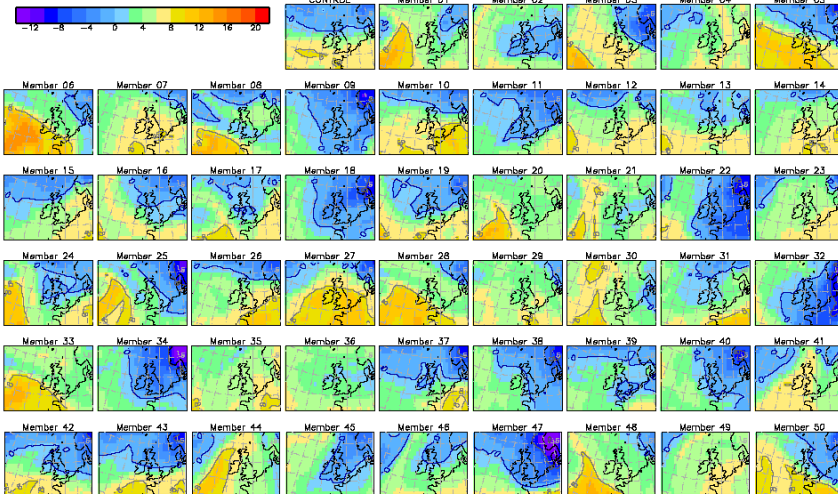 CONTROL Member 01 Member 02 Member 03 Member 04 Member 05
-12 -8 -4 0 4 8 12 16 20
Member 06 Member 07 Member 08 Member 09 Member 10 Member 11 Member 12 Member 13 Member 14
Member 15 Member 16 Member 17 Member 18 Member 19 Member 20 Member 21 Member 22 Member 23
Member 24 Member 25 Member 26 Member 27 Member 28 Member 29 Member 30 Member 31 Member 32
Member 33 Member 34 Member 35 Member 36 Member 37 Member 38 Member 39 Member 40 Member 41
Member 42 Member 43 Member 44 Member 45 Member 46 Member 47 Member 48 Member 49 Member 50